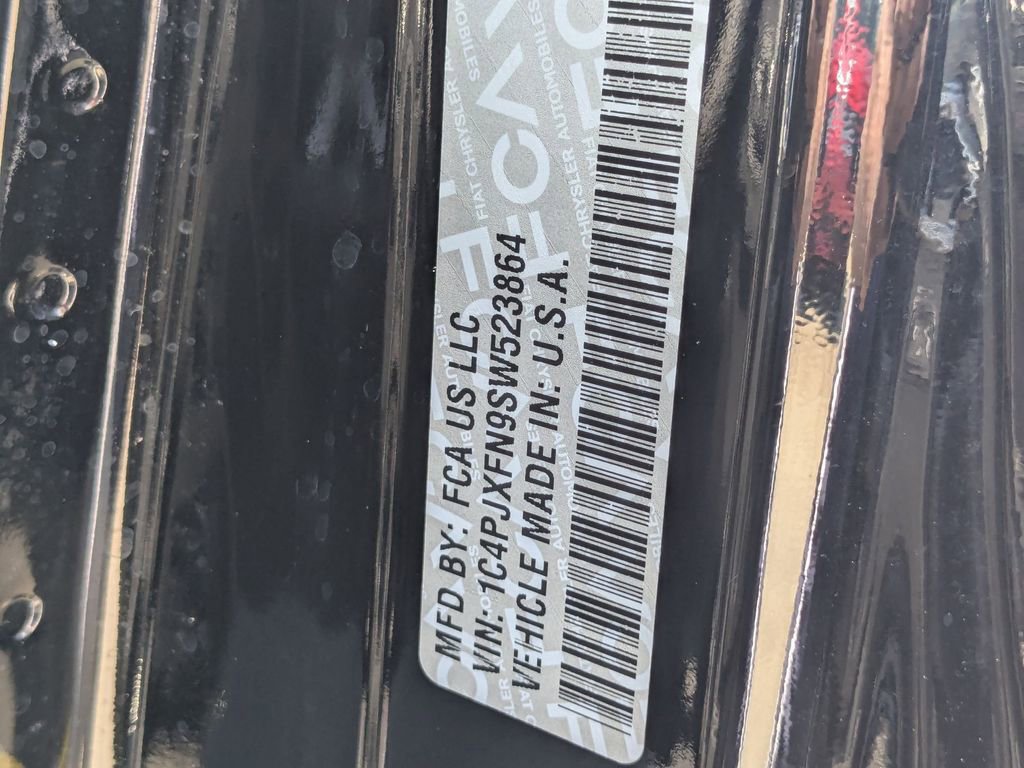 MFD BY: FCA US LLC
VIN: 1C4PJXFN9SW523864
VEHICLE MADE IN: U.S.A.